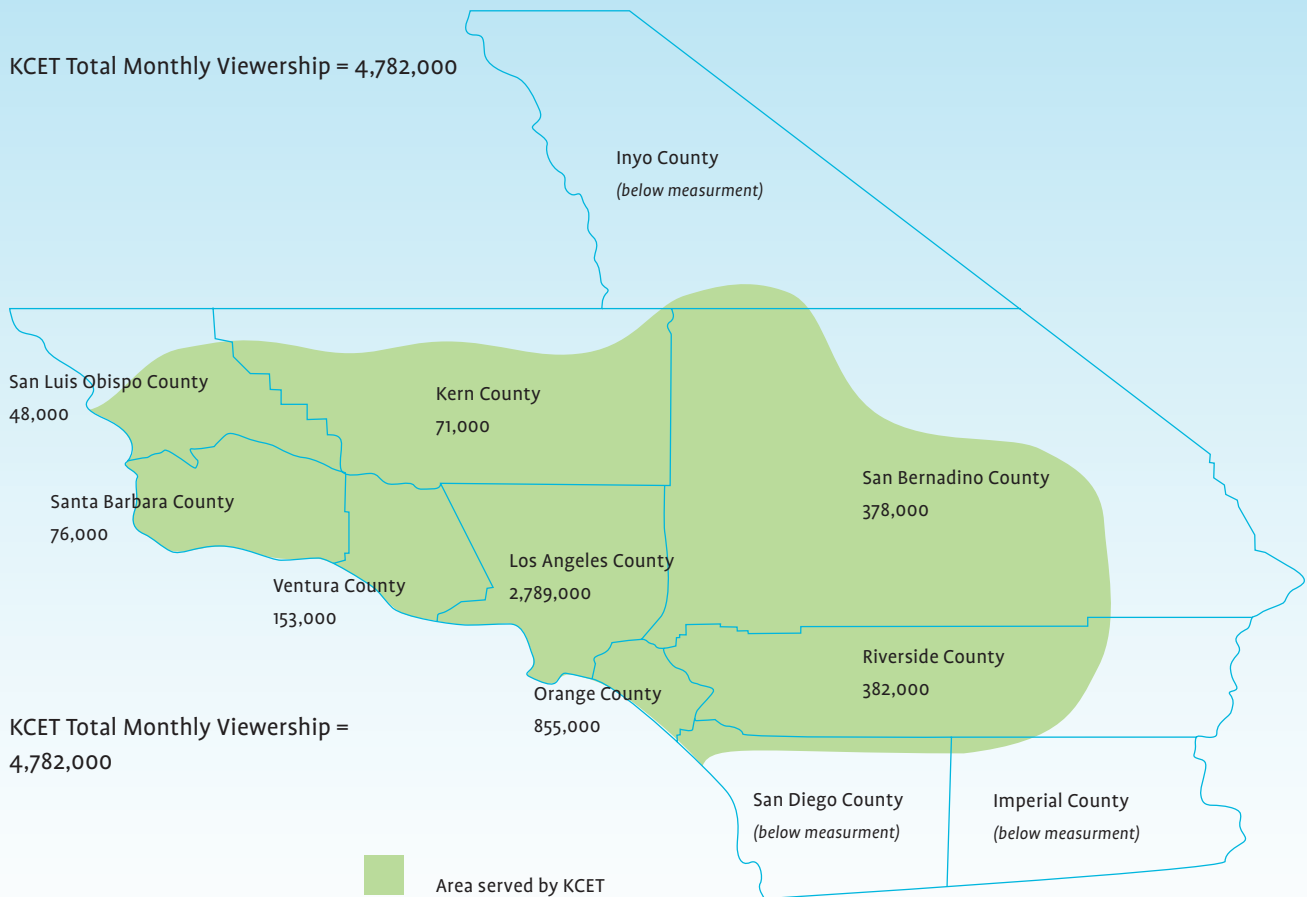 KCET Total Monthly Viewership = 4,782,000
Inyo County
(below measurment)
San Luis Obispo County
48,000
Kern County
71,000
San Bernadino County
378,000
Santa Barbara County
76,000
Los Angeles County
2,789,000
Ventura County
153,000
Riverside County
382,000
Orange County
855,000
KCET Total Monthly Viewership =
4,782,000
San Diego County
(below measurment)
Imperial County
(below measurment)
Area served by KCET